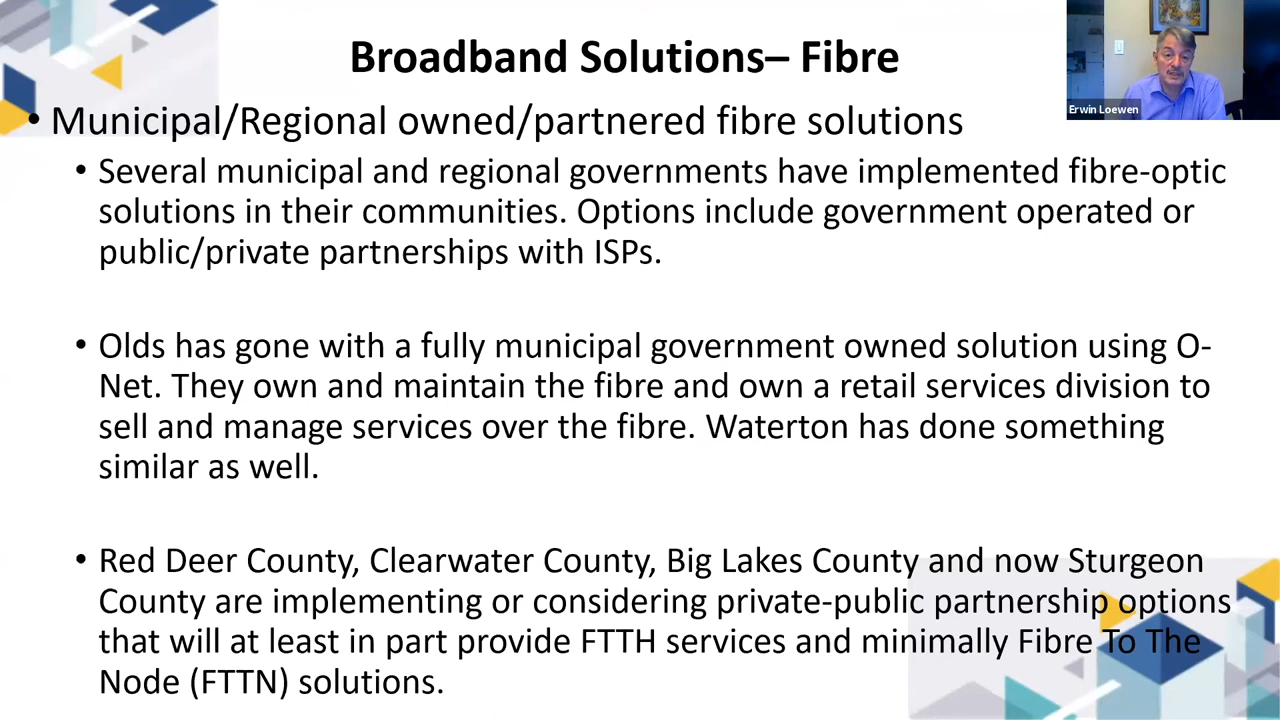 Broadband Solutions– Fibre
Erwin Loewen
• Municipal/Regional owned/partnered fibre solutions
• Several municipal and regional governments have implemented fibre-optic
solutions in their communities. Options include government operated or
public/private partnerships with ISPs.
• Olds has gone with a fully municipal government owned solution using O-
Net. They own and maintain the fibre and own a retail services division to
sell and manage services over the fibre. Waterton has done something
similar as well.
• Red Deer County, Clearwater County, Big Lakes County and now Sturgeon
County are implementing or considering private-public partnership options
that will at least in part provide FTTH services and minimally Fibre To The
Node (FTTN) solutions.